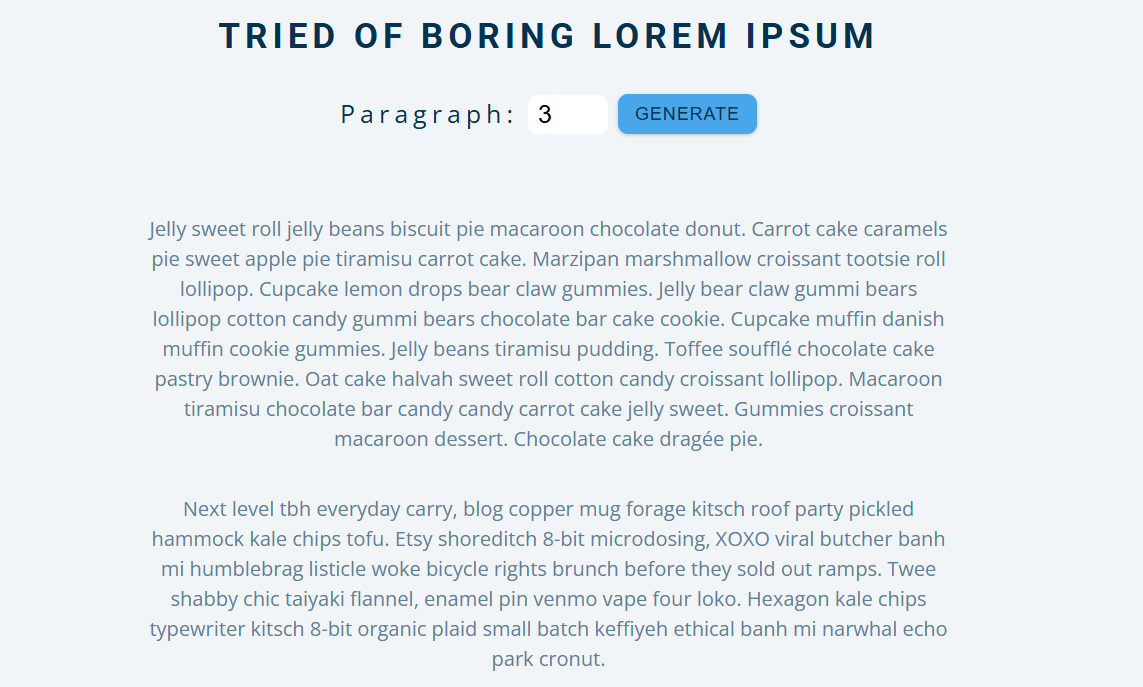 TRIED OF BORING LOREM IPSUM
Paragraph: 3 GENERATE
Jelly sweet roll jelly beans biscuit pie macaroon chocolate donut. Carrot cake caramels
pie sweet apple pie tiramisu carrot cake. Marzipan marshmallow croissant tootsie roll
lollipop. Cupcake lemon drops bear claw gummies. Jelly bear claw gummi bears
lollipop cotton candy gummi bears chocolate bar cake cookie. Cupcake muffin danish
muffin cookie gummies. Jelly beans tiramisu pudding. Toffee soufflé chocolate cake
pastry brownie. Oat cake halvah sweet roll cotton candy croissant lollipop. Macaroon
tiramisu chocolate bar candy candy carrot cake jelly sweet. Gummies croissant
macaroon dessert. Chocolate cake dragée pie.
Next level tbh everyday carry, blog copper mug forage kitsch roof party pickled
hammock kale chips tofu. Etsy shoreditch 8-bit microdosing, XOXO viral butcher banh
mi humblebrag listicle woke bicycle rights brunch before they sold out ramps. Twee
shabby chic taiyaki flannel, enamel pin venmo vape four loko. Hexagon kale chips
typewriter kitsch 8-bit organic plaid small batch keffiyeh ethical banh mi narwhal echo
park cronut.